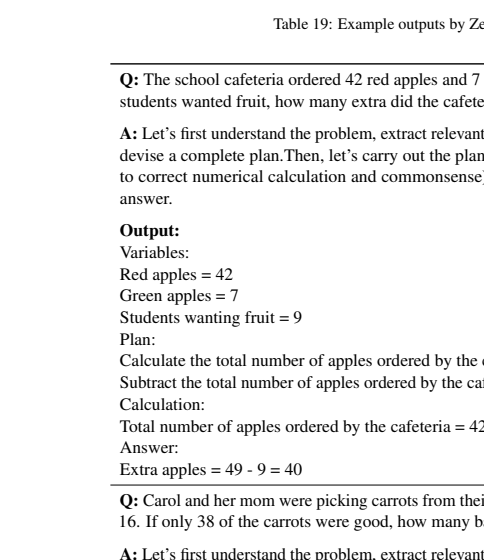 Table 19: Example outputs by
Q: The school cafeteria ordered 42 red apples and 7
students wanted fruit, how many extra did the
A: Let's first understand the problem, extract relevant
devise a complete plan.Then, let's carry out the plan
to correct numerical calculation and commonsense)
answer.
Output:
Variables:
Red apples = 42
Green apples = 7
Students wanting fruit = 9
Plan:
Calculate the total number of apples ordered by the
Subtract the total number of apples ordered by the
Calculation:
Total number of apples ordered by the cafeteria = 42
Answer:
Extra apples = 49 - 9 = 40
Q: Carol and her mom were picking carrots from
16. If only 38 of the carrots were good, how many
A: Let's first understand the problem, extract relevant